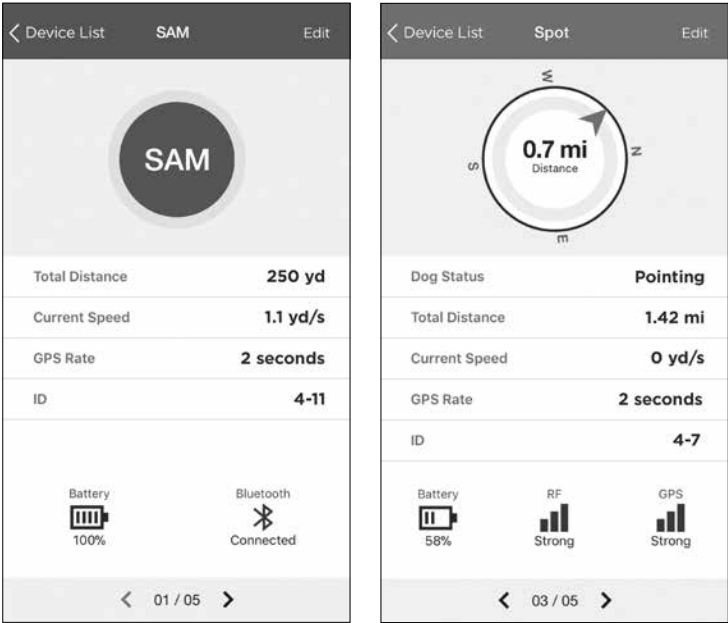 Device List SAM Edit
SAM
Total Distance 250 yd
Current Speed 1.1 yd/s
GPS Rate 2 seconds
ID 4-11
Battery Bluetooth
100% Connected
01 / 05
Device List Spot Edit
W
N
S
E
0.7 mi
Distance
Dog Status Pointing
Total Distance 1.42 mi
Current Speed 0 yd/s
GPS Rate 2 seconds
ID 4-7
Battery RF GPS
58% Strong Strong
03 / 05